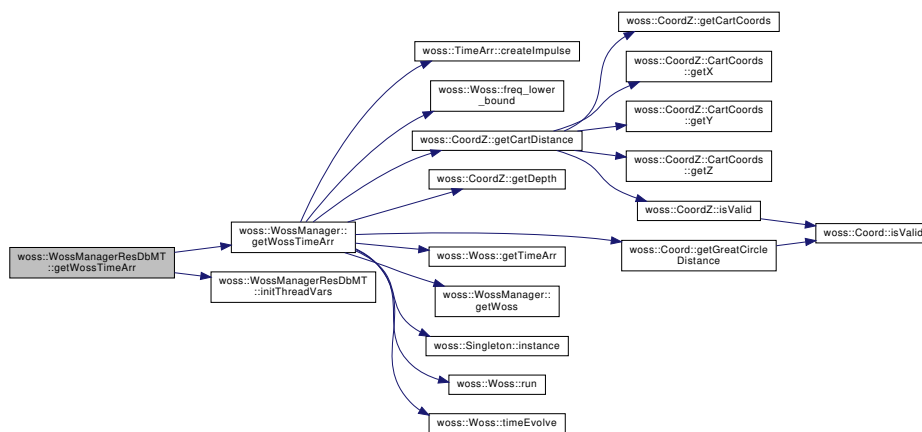 woss::WossManagerResDbMT
::getWossTimeArr
woss::WossManager::
getWossTimeArr
woss::WossManagerResDbMT
::initThreadVars
woss::TimeArr::createImpulse
woss::Woss::freq_lower
_bound
woss::CoordZ::getCartDistance
woss::CoordZ::getDepth
woss::Woss::getTimeArr
woss::WossManager::
getWoss
woss::Singleton::instance
woss::Woss::run
woss::Woss::timeEvolve
woss::CoordZ::getCartCoords
woss::CoordZ::CartCoords
::getX
woss::CoordZ::CartCoords
::getY
woss::CoordZ::CartCoords
::getZ
woss::CoordZ::isValid
woss::Coord::getGreatCircle
Distance
woss::Coord::isValid